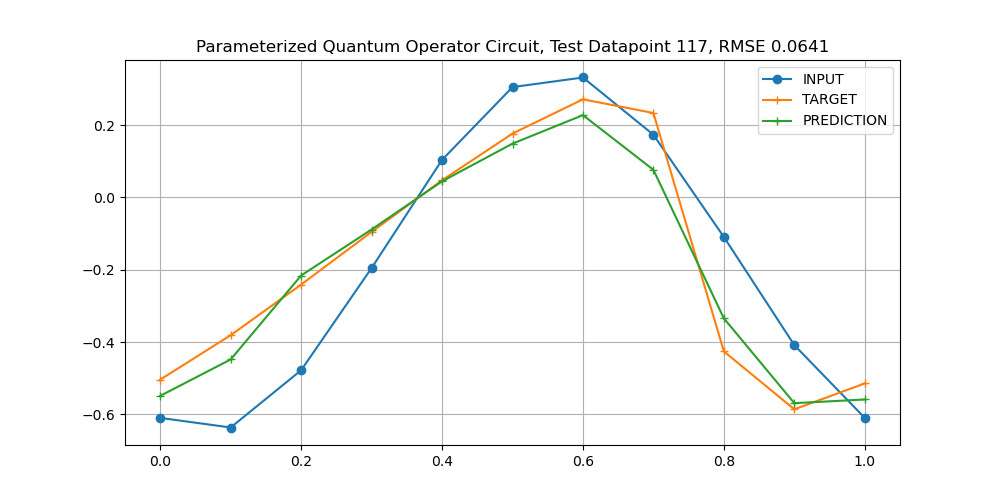 Parameterized Quantum Operator Circuit, Test Datapoint 117, RMSE 0.0641
INPUT
TARGET
PREDICTION
0.2
0.0
−0.2
−0.4
−0.6
0.0 0.2 0.4 0.6 0.8 1.0